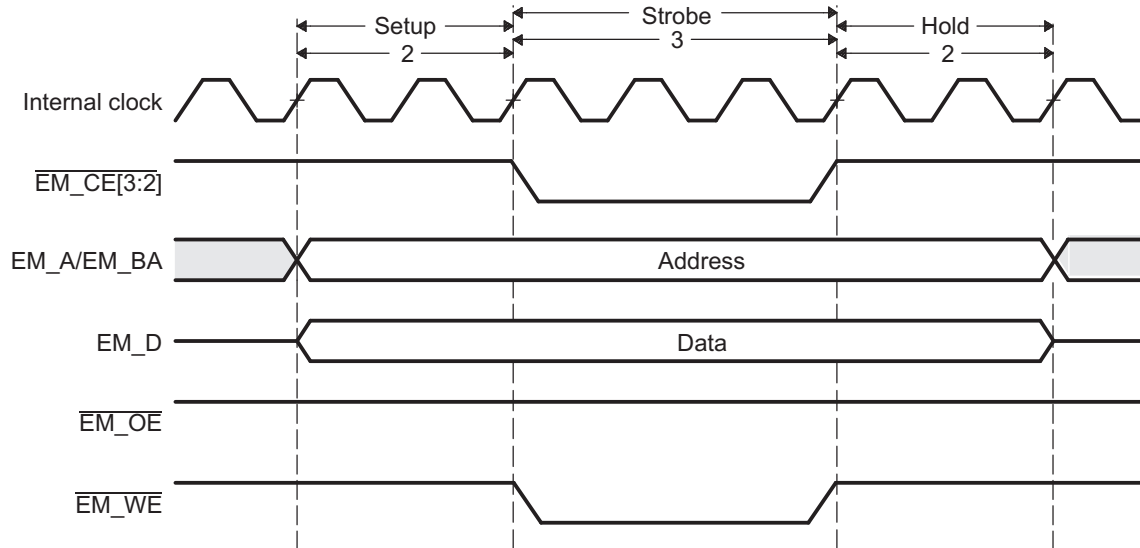 Setup
Strobe
Hold
2
3
2
Internal clock
EM_CE[3:2]
EM_A/EM_BA
Address
EM_D
Data
EM_OE
EM_WE